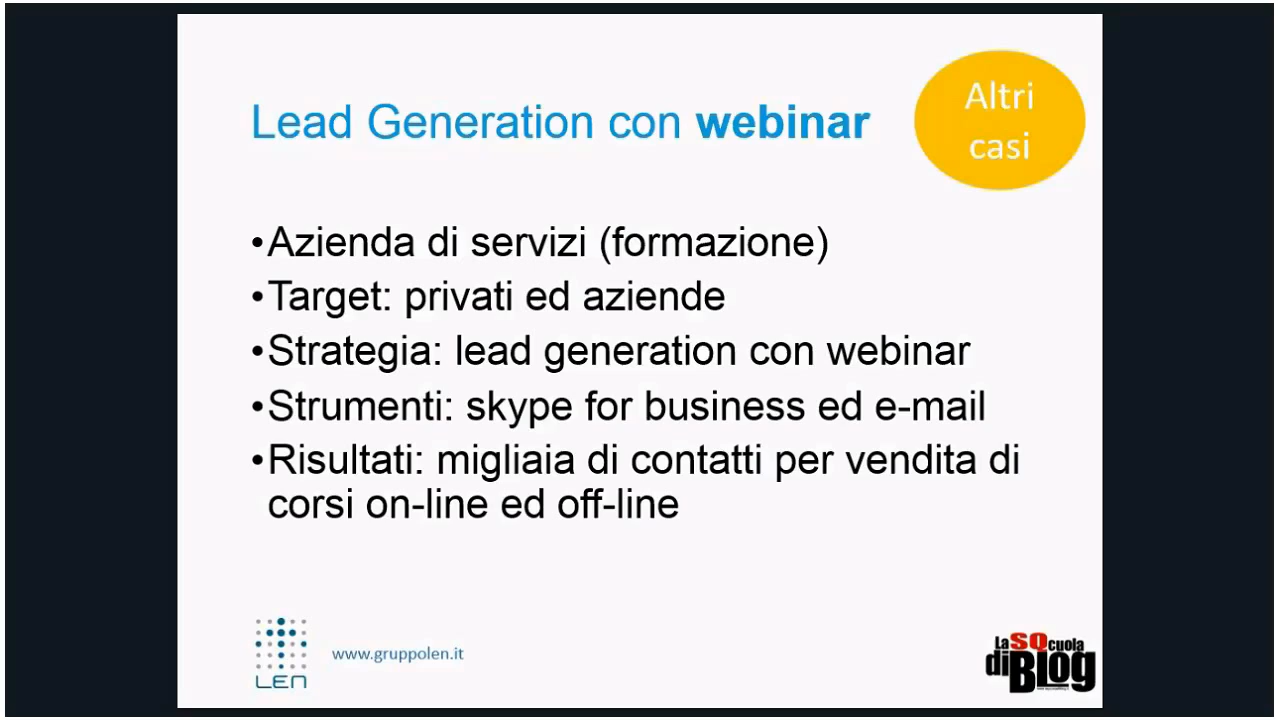 Lead Generation con webinar
Altri
casi
•Azienda di servizi (formazione)
•Target: privati ed aziende
•Strategia: lead generation con webinar
•Strumenti: skype for business ed e-mail
•Risultati: migliaia di contatti per vendita di
corsi on-line ed off-line
LEN
www.gruppolen.it
La SQcuola
di BLog